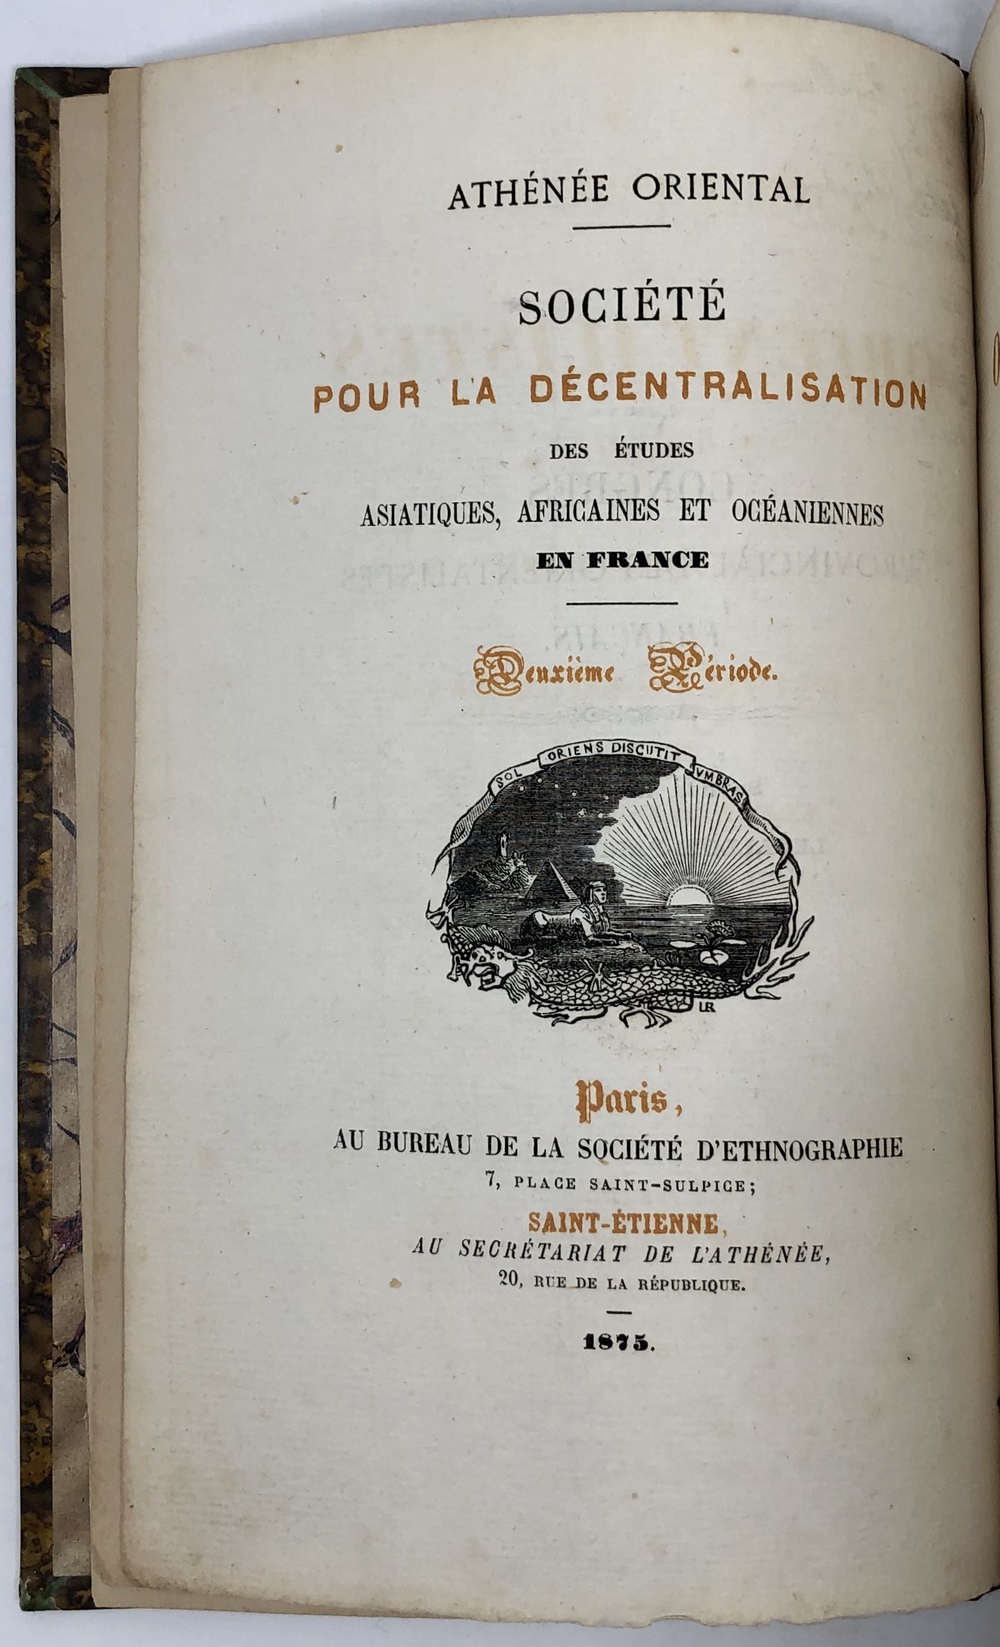 ATHÉNÉE ORIENTAL
SOCIÉTÉ
POUR LA DÉCENTRALISATION
DES ÉTUDES
ASIATIQUES, AFRICAINES ET OCÉANIENNES
EN FRANCE
Deuxième Période.
SOL ORIENS DISCUTIT VMBRAS
LR
Paris,
AU BUREAU DE LA SOCIÉTÉ D'ETHNOGRAPHIE
7, PLACE SAINT-SULPICE;
SAINT-ÉTIENNE,
AU SECRÉTARIAT DE L'ATHÉNÉE,
20, RUE DE LA RÉPUBLIQUE.
1875.